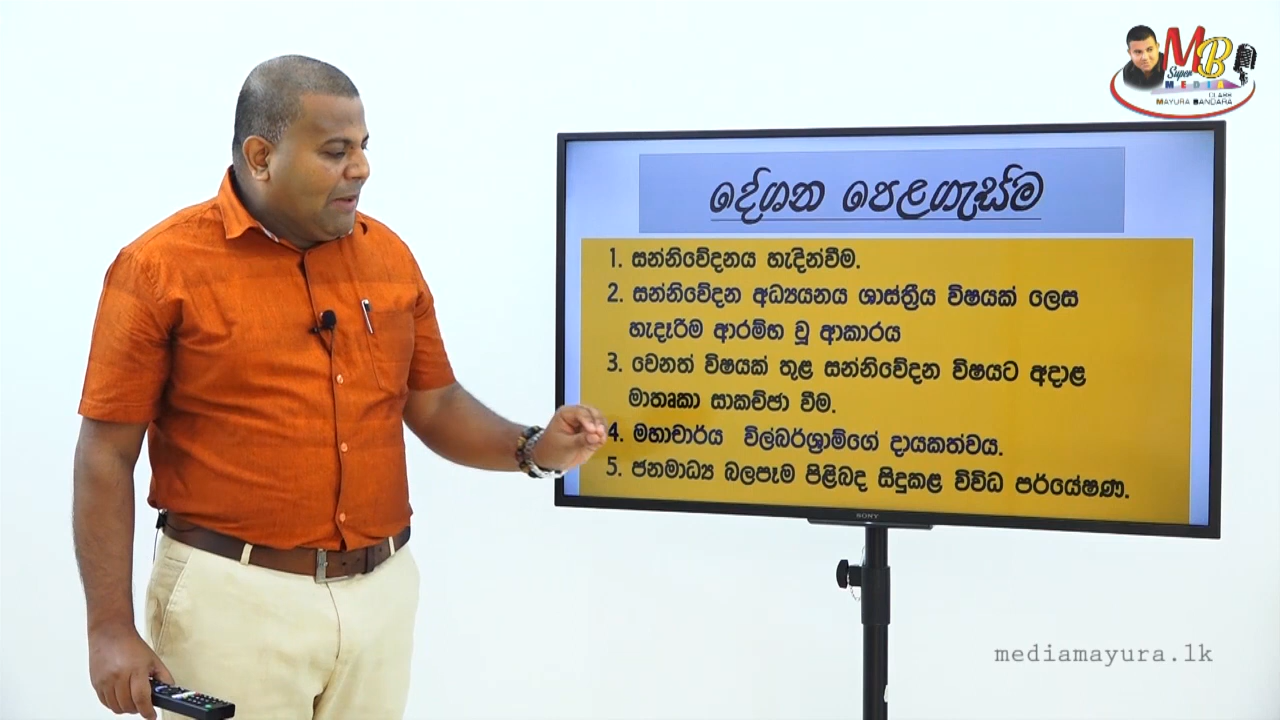 MB
Super
MEDIA
CLASS
MAYURA BANDARA
දේශන පෙළගැස්ම
1. සන්නිවේදනය හැදින්වීම.
2. සන්නිවේදන අධ්‍යයනය ශාස්ත්‍රීය විෂයක් ලෙස
හැදෑරීම ආරම්භ වූ ආකාරය
3. වෙනත් විෂයක් තුළ සන්නිවේදන විෂයට අදාළ
මාතෘකා සාකච්ඡා වීම.
4. මහාචාර්ය විල්බර්ශ්‍රාම්ගේ දායකත්වය.
5. ජනමාධ්‍ය බලපෑම පිළිබද සිදුකළ විවිධ පර්යේෂණ.
SONY
mediamayura.lk